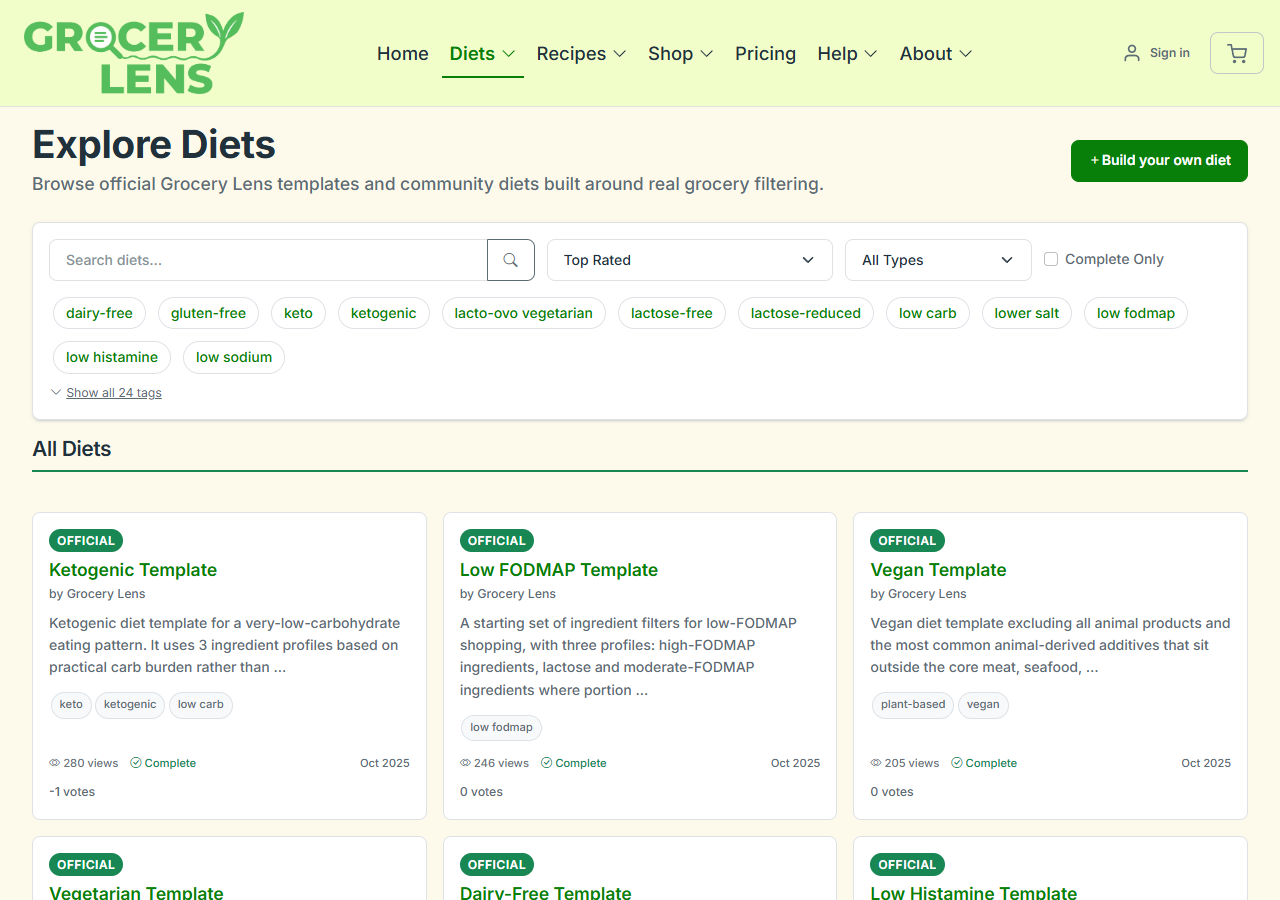 GROCERY
LENS
Home Diets Recipes Shop Pricing Help About Sign in
Explore Diets
+ Build your own diet
Browse official Grocery Lens templates and community diets built around real grocery filtering.
Search diets... Top Rated All Types Complete Only
dairy-free gluten-free keto ketogenic lacto-ovo vegetarian lactose-free lactose-reduced low carb lower salt low fodmap
low histamine low sodium
Show all 24 tags
All Diets
OFFICIAL
Ketogenic Template
by Grocery Lens
Ketogenic diet template for a very-low-carbohydrate
eating pattern. It uses 3 ingredient profiles based on
practical carb burden rather than ...
keto ketogenic low carb
280 views Complete Oct 2025
-1 votes
OFFICIAL
Low FODMAP Template
by Grocery Lens
A starting set of ingredient filters for low-FODMAP
shopping, with three profiles: high-FODMAP
ingredients, lactose and moderate-FODMAP
ingredients where portion ...
low fodmap
246 views Complete Oct 2025
0 votes
OFFICIAL
Vegan Template
by Grocery Lens
Vegan diet template excluding all animal products and
the most common animal-derived additives that sit
outside the core meat, seafood, ...
plant-based vegan
205 views Complete Oct 2025
0 votes
OFFICIAL
Vegetarian Template
OFFICIAL
Dairy-Free Template
OFFICIAL
Low Histamine Template